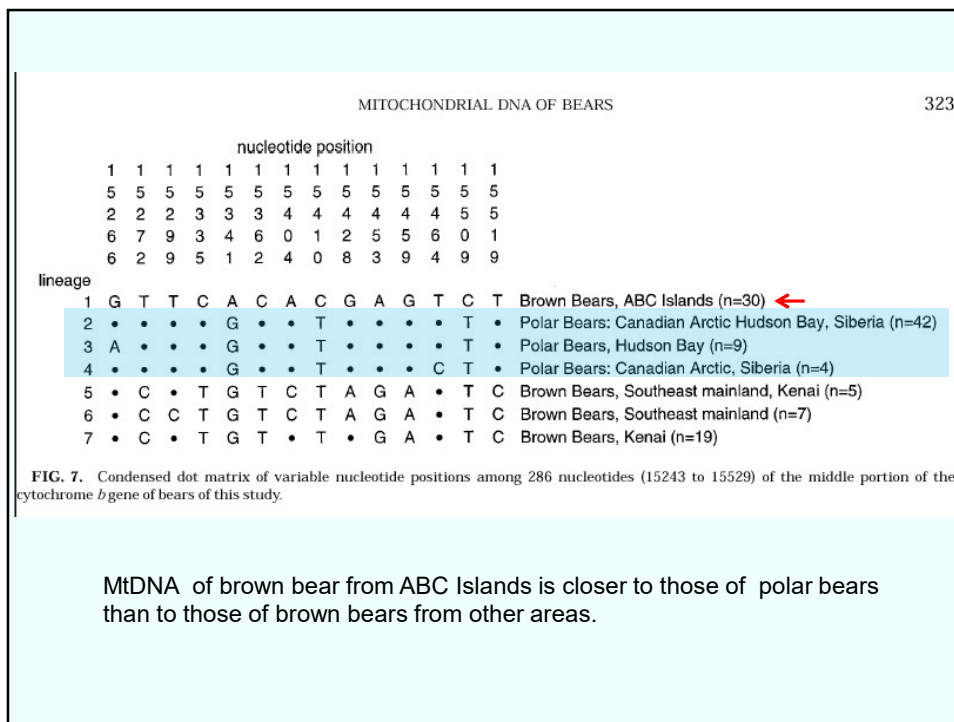 MITOCHONDRIAL DNA OF BEARS 323
nucleotide position
1 1 1 1 1 1 1 1 1 1 1 1 1 1
5 5 5 5 5 5 5 5 5 5 5 5 5 5
2 2 2 3 3 3 4 4 4 4 4 4 5 5
6 7 9 3 4 6 0 1 2 5 5 6 0 1
6 2 9 5 1 2 4 0 8 3 9 4 9 9
lineage
1 G T T C A C A C G A G T C T Brown Bears, ABC Islands (n=30)
2 • • • • G • • T • • • • T • Polar Bears: Canadian Arctic Hudson Bay, Siberia (n=42)
3 A • • • G • • T • • • • T • Polar Bears, Hudson Bay (n=9)
4 • • • • G • • T • • • C T • Polar Bears: Canadian Arctic, Siberia (n=4)
5 • C • T G T C T A G A • T C Brown Bears, Southeast mainland, Kenai (n=5)
6 • C C T G T C T A G A • T C Brown Bears, Southeast mainland (n=7)
7 • C • T G T • T • G A • T C Brown Bears, Kenai (n=19)
FIG. 7. Condensed dot matrix of variable nucleotide positions among 286 nucleotides (15243 to 15529) of the middle portion of the
cytochrome b gene of bears of this study.
MtDNA of brown bear from ABC Islands is closer to those of polar bears
than to those of brown bears from other areas.